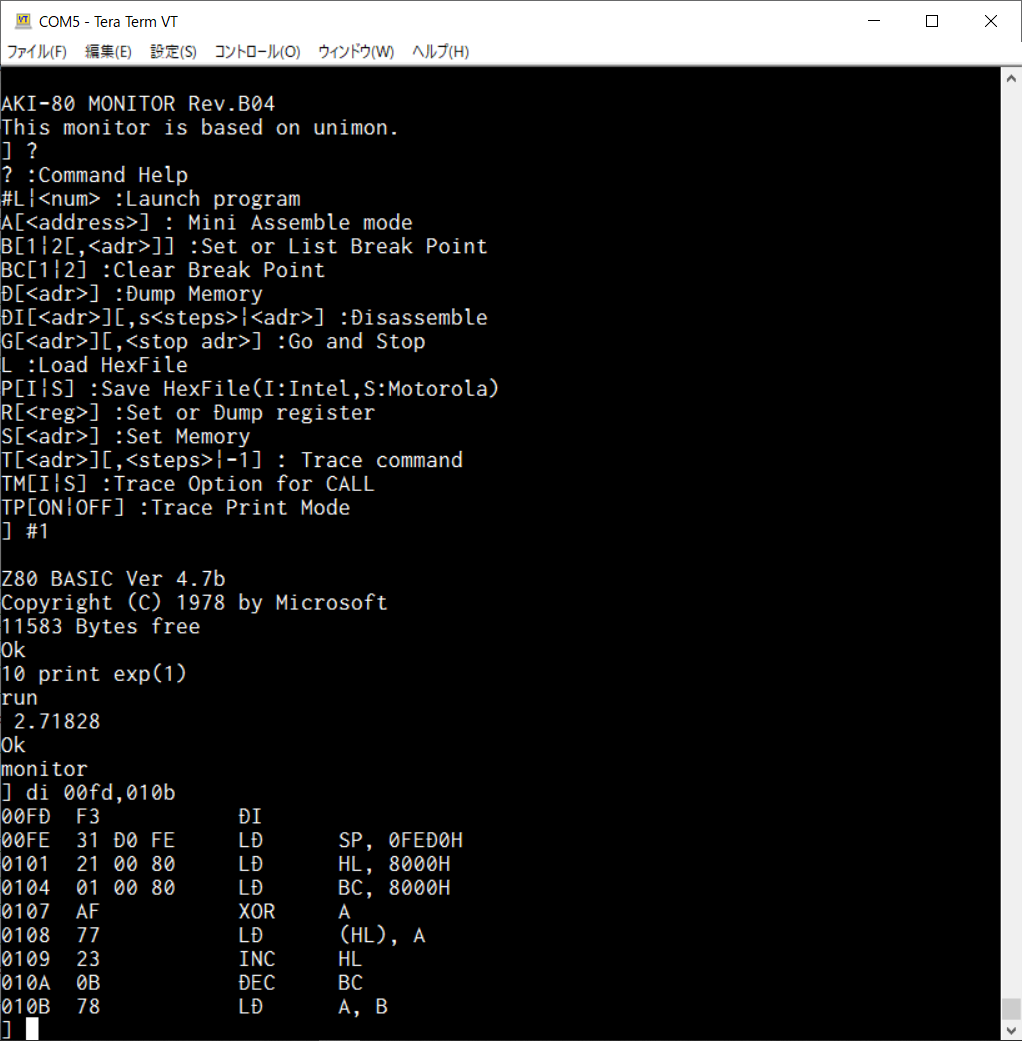 COM5 - Tera Term VT
ファイル(F) 編集(E) 設定(S) コントロール(O) ウィンドウ(W) ヘルプ(H)
AKI-80 MONITOR Rev.B04
This monitor is based on unimon.
] ?
? :Command Help
#L¦<num> :Launch program
A[<address>] : Mini Assemble mode
B[1¦2[,<adr>]] :Set or List Break Point
BC[1¦2] :Clear Break Point
Đ[<adr>] :Đump Memory
ĐI[<adr>][,s<steps>¦<adr>] :Đisassemble
G[<adr>][,<stop adr>] :Go and Stop
L :Load HexFile
P[I¦S] :Save HexFile(I:Intel,S:Motorola)
R[<reg>] :Set or Đump register
S[<adr>] :Set Memory
T[<adr>][,<steps>¦-1] : Trace command
TM[I¦S] :Trace Option for CALL
TP[ON¦OFF] :Trace Print Mode
] #1
Z80 BASIC Ver 4.7b
Copyright (C) 1978 by Microsoft
11583 Bytes free
Ok
10 print exp(1)
run
2.71828
Ok
monitor
] di 00fd,010b
00FĐ F3 ĐI
00FE 31 Đ0 FE LĐ SP, 0FEĐ0H
0101 21 00 80 LĐ HL, 8000H
0104 01 00 80 LĐ BC, 8000H
0107 AF XOR A
0108 77 LĐ (HL), A
0109 23 INC HL
010A 0B ĐEC BC
010B 78 LĐ A, B
]